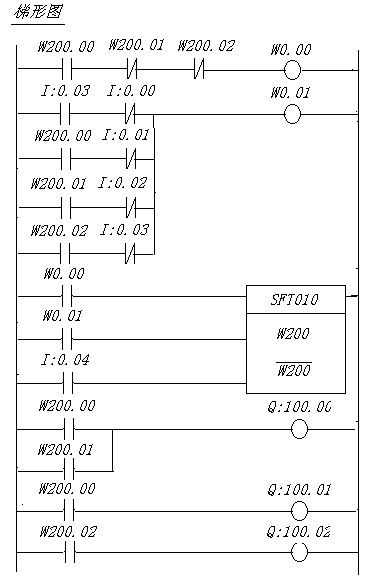 梯形图
W200.00 W200.01 W200.02 W0.00
I:0.03 I:0.00 W0.01
W200.00 I:0.01
W200.01 I:0.02
W200.02 I:0.03
W0.00
SFT010
W0.01
W200
I:0.04
W200
W200.00 Q:100.00
W200.01
W200.00 Q:100.01
W200.02 Q:100.02